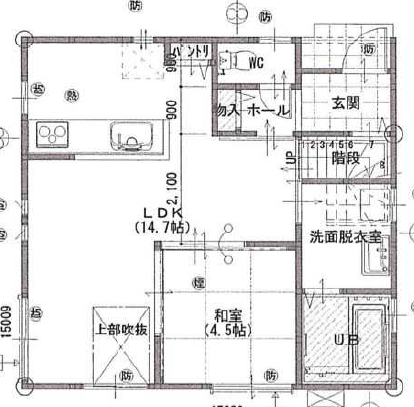 防
防
防
パントリ
900
WC
防
熱
物入
ホール
玄関
900
UP
1 2 3 4 5 6 7
8
階段
2,100
LDK
(14.7帖)
洗面脱衣室
煙
和室
(4.5帖)
上部吹抜
UB
15009
防
防